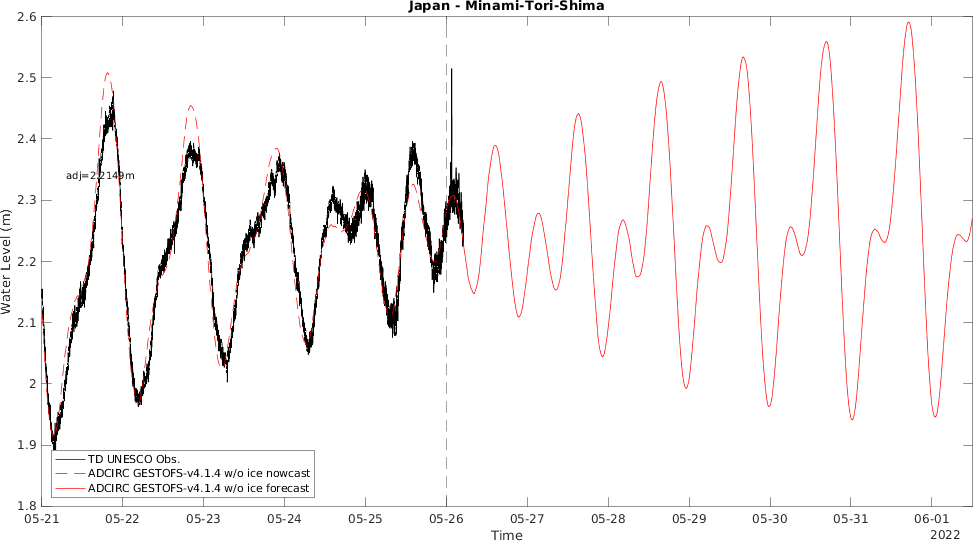 Japan - Minami-Tori-Shima
2.6
2.5
2.4
2.3
2.2
2.1
2
1.9
1.8
Water Level (m)
adj=2.2149m
TD UNESCO Obs.
ADCIRC GESTOFS-v4.1.4 w/o ice nowcast
ADCIRC GESTOFS-v4.1.4 w/o ice forecast
05-21 05-22 05-23 05-24 05-25 05-26 05-27 05-28 05-29 05-30 05-31 06-01
Time
2022